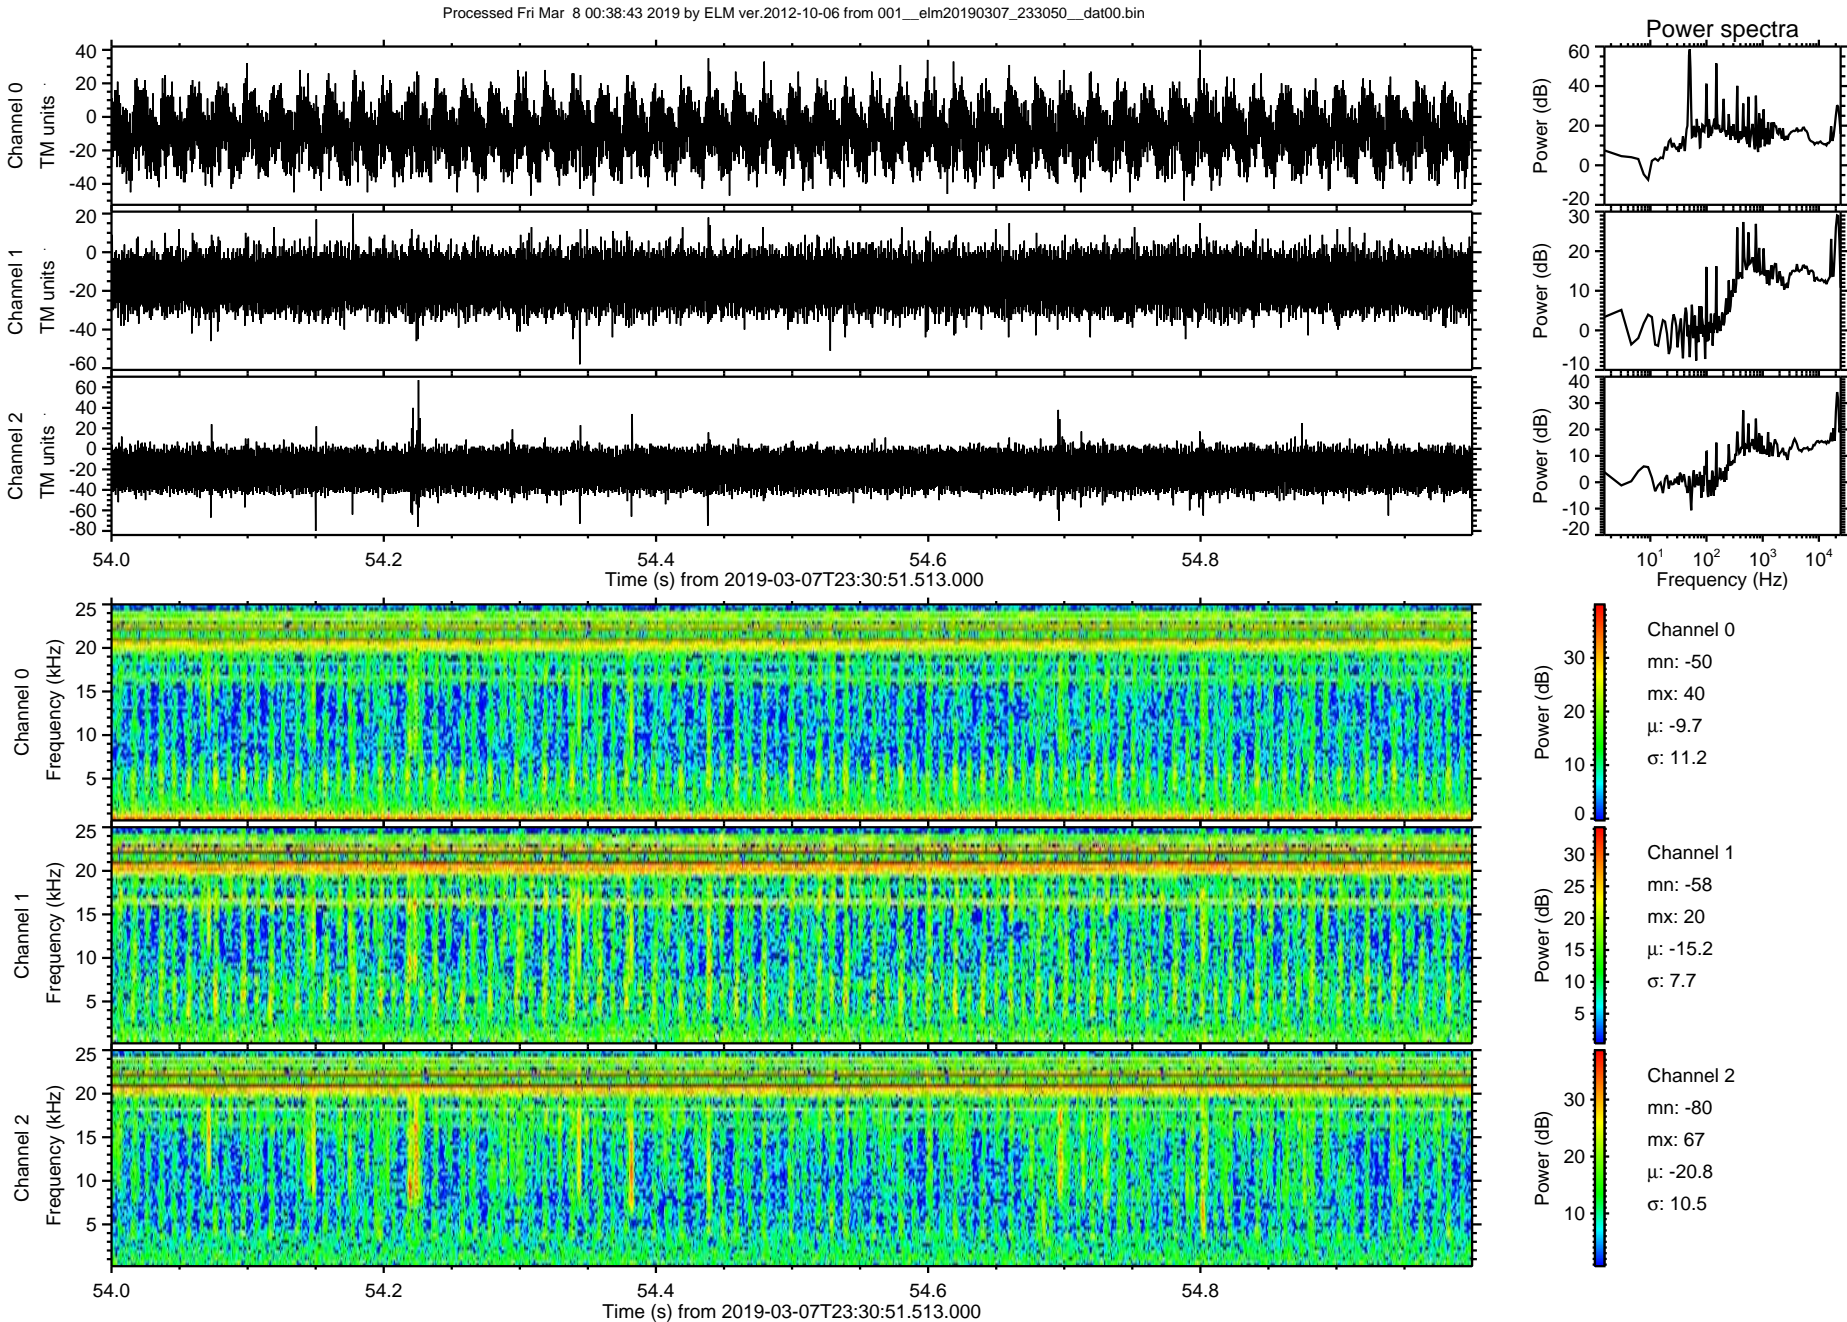 Processed Fri Mar  8 00:38:43 2019 by ELM ver.2012-10-06 from 001__elm20190307_233050__dat00.bin
Power spectra
Channel 0
TM units
40
20
0
-20
-40
Power (dB)
60
40
20
0
-20
Channel 1
TM units
20
0
-20
-40
-60
Power (dB)
30
20
10
0
-10
Channel 2
TM units
60
40
20
0
-20
-40
-60
-80
Power (dB)
40
30
20
10
0
-10
-20
54.0 54.2 54.4 54.6 54.8
Time (s) from 2019-03-07T23:30:51.513.000
10^1 10^2 10^3 10^4
Frequency (Hz)
Channel 0
Frequency (kHz)
25
20
15
10
5
Power (dB)
30
20
10
0
Channel 0
mn: -50
mx: 40
μ: -9.7
σ: 11.2
Channel 1
Frequency (kHz)
25
20
15
10
5
Power (dB)
30
25
20
15
10
5
Channel 1
mn: -58
mx: 20
μ: -15.2
σ: 7.7
Channel 2
Frequency (kHz)
25
20
15
10
5
Power (dB)
30
20
10
Channel 2
mn: -80
mx: 67
μ: -20.8
σ: 10.5
54.0 54.2 54.4 54.6 54.8
Time (s) from 2019-03-07T23:30:51.513.000